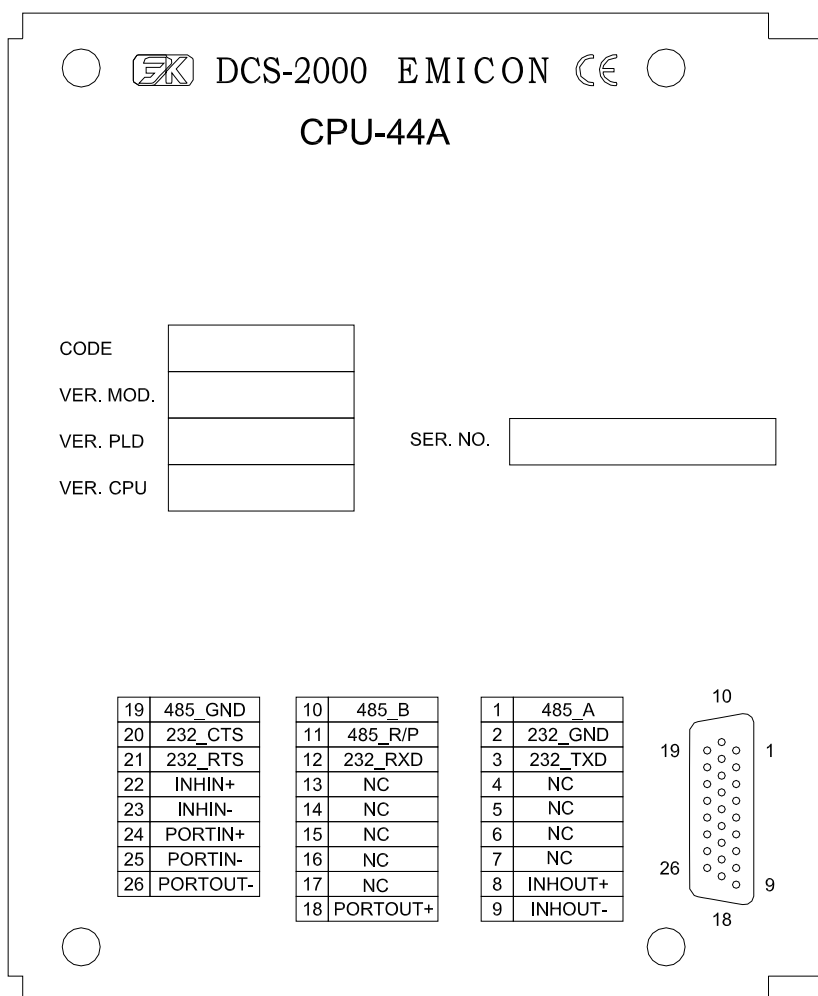 EK DCS-2000 EMICON CE
CPU-44A
CODE
VER. MOD.
VER. PLD
VER. CPU
SER. NO.
19 485_GND
20 232_CTS
21 232_RTS
22 INHIN+
23 INHIN-
24 PORTIN+
25 PORTIN-
26 PORTOUT-
10 485_B
11 485_R/P
12 232_RXD
13 NC
14 NC
15 NC
16 NC
17 NC
18 PORTOUT+
1 485_A
2 232_GND
3 232_TXD
4 NC
5 NC
6 NC
7 NC
8 INHOUT+
9 INHOUT-
10
19 1
26 9
18